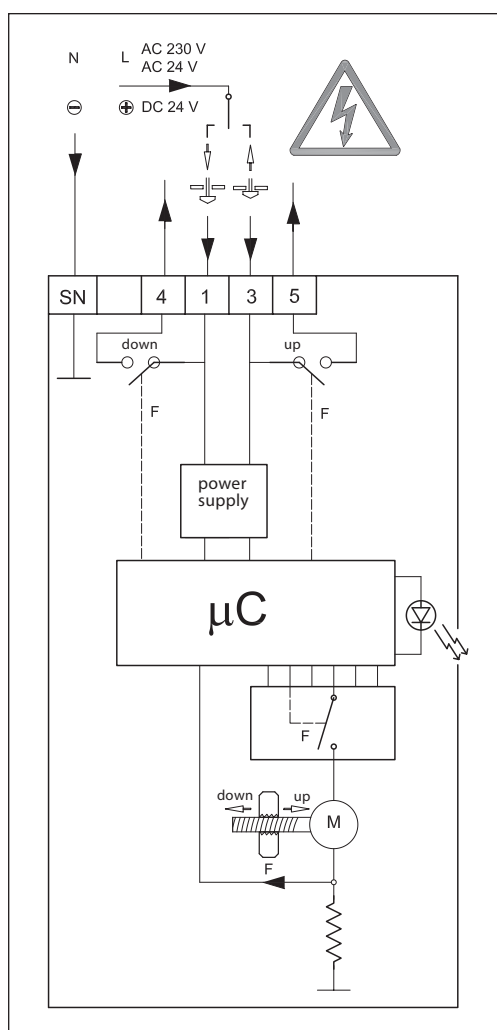 N L AC 230 V
AC 24 V
DC 24 V
SN 4 1 3 5
down up
F F
power
supply
µC
F
down up
M
F